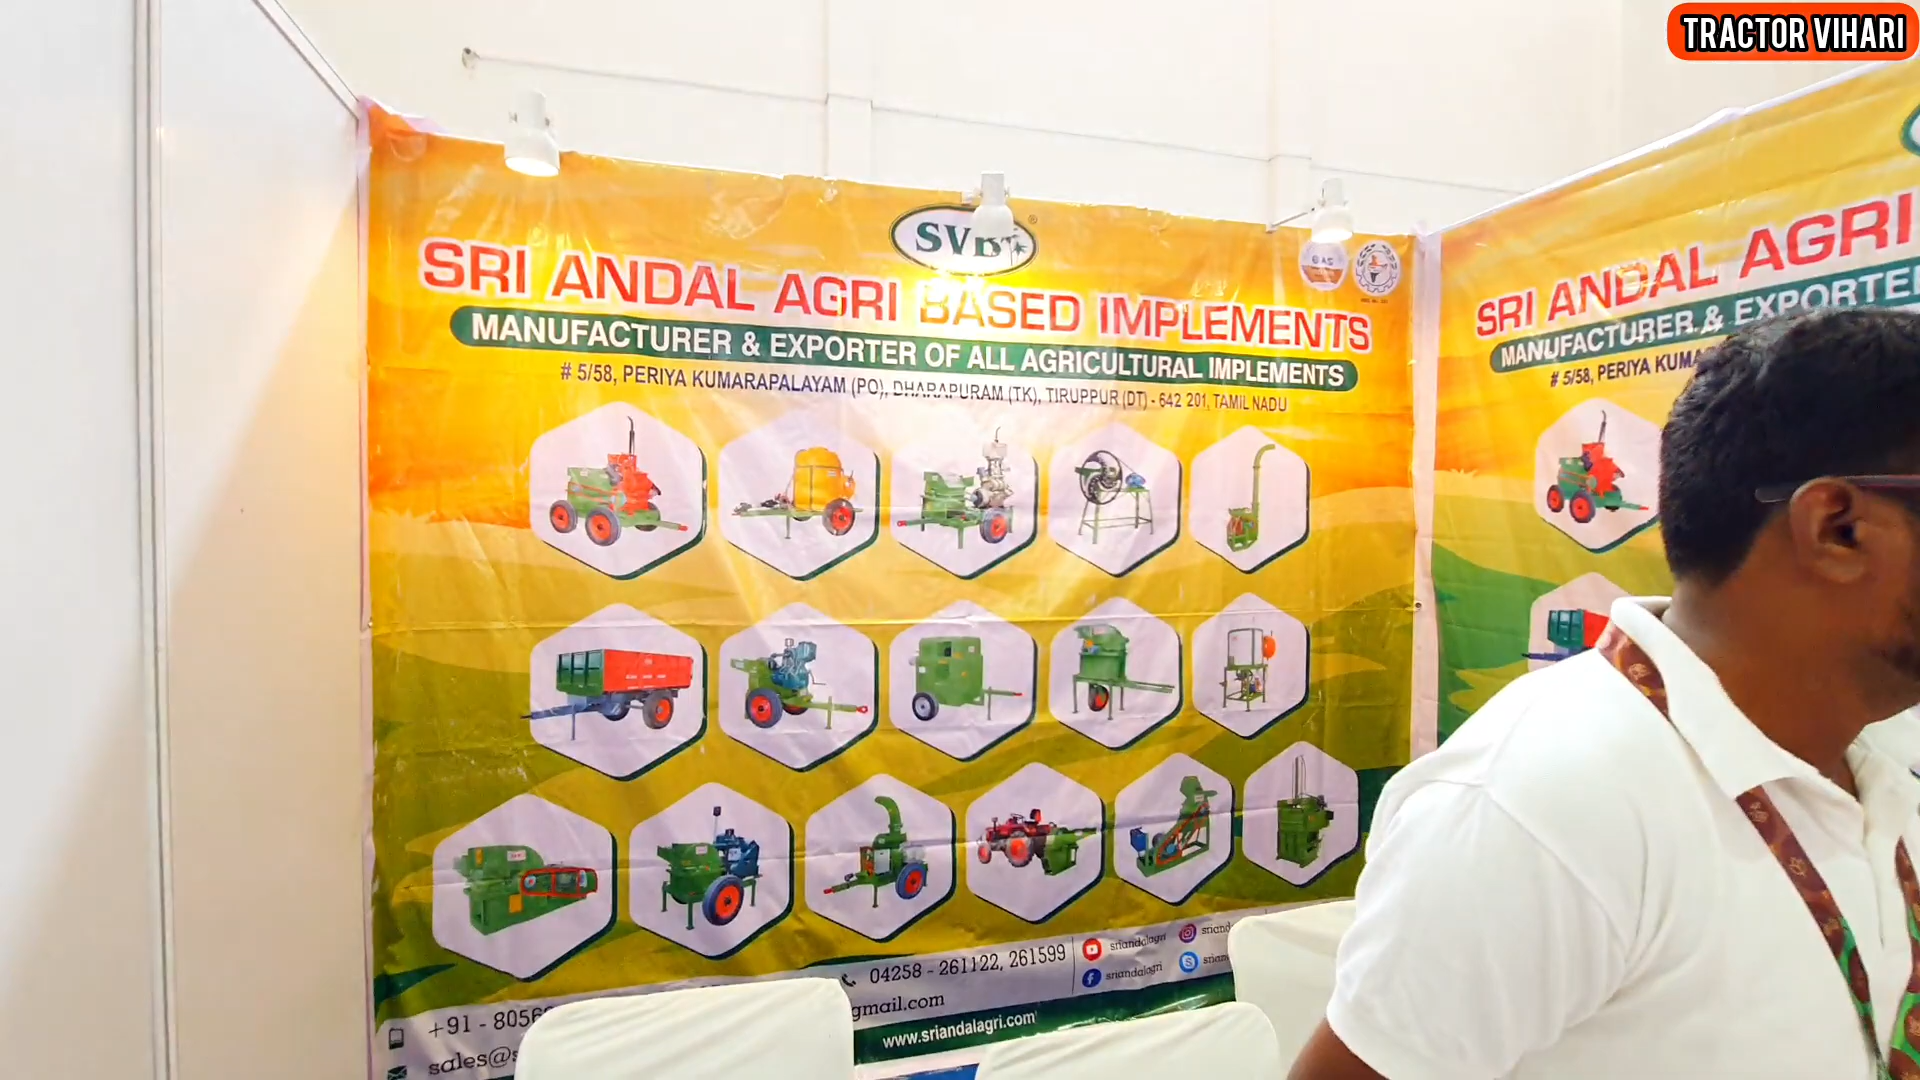 TRACTOR VIHARI
SRI ANDAL AGRI BASED IMPLEMENTS
MANUFACTURER & EXPORTER OF ALL AGRICULTURAL IMPLEMENTS
# 5/58, PERIYA KUMARAPALAYAM (PO), DHARAPURAM (TK), TIRUPPUR (DT) - 642 201, TAMIL NADU
04258 - 261122, 261599
sriandalagri
sriandalagri
+91 - 8056
gmail.com
sales@s
www.sriandalagri.com
SRI ANDAL AGRI
MANUFACTURER & EXPORTER
# 5/58, PERIYA KUMA